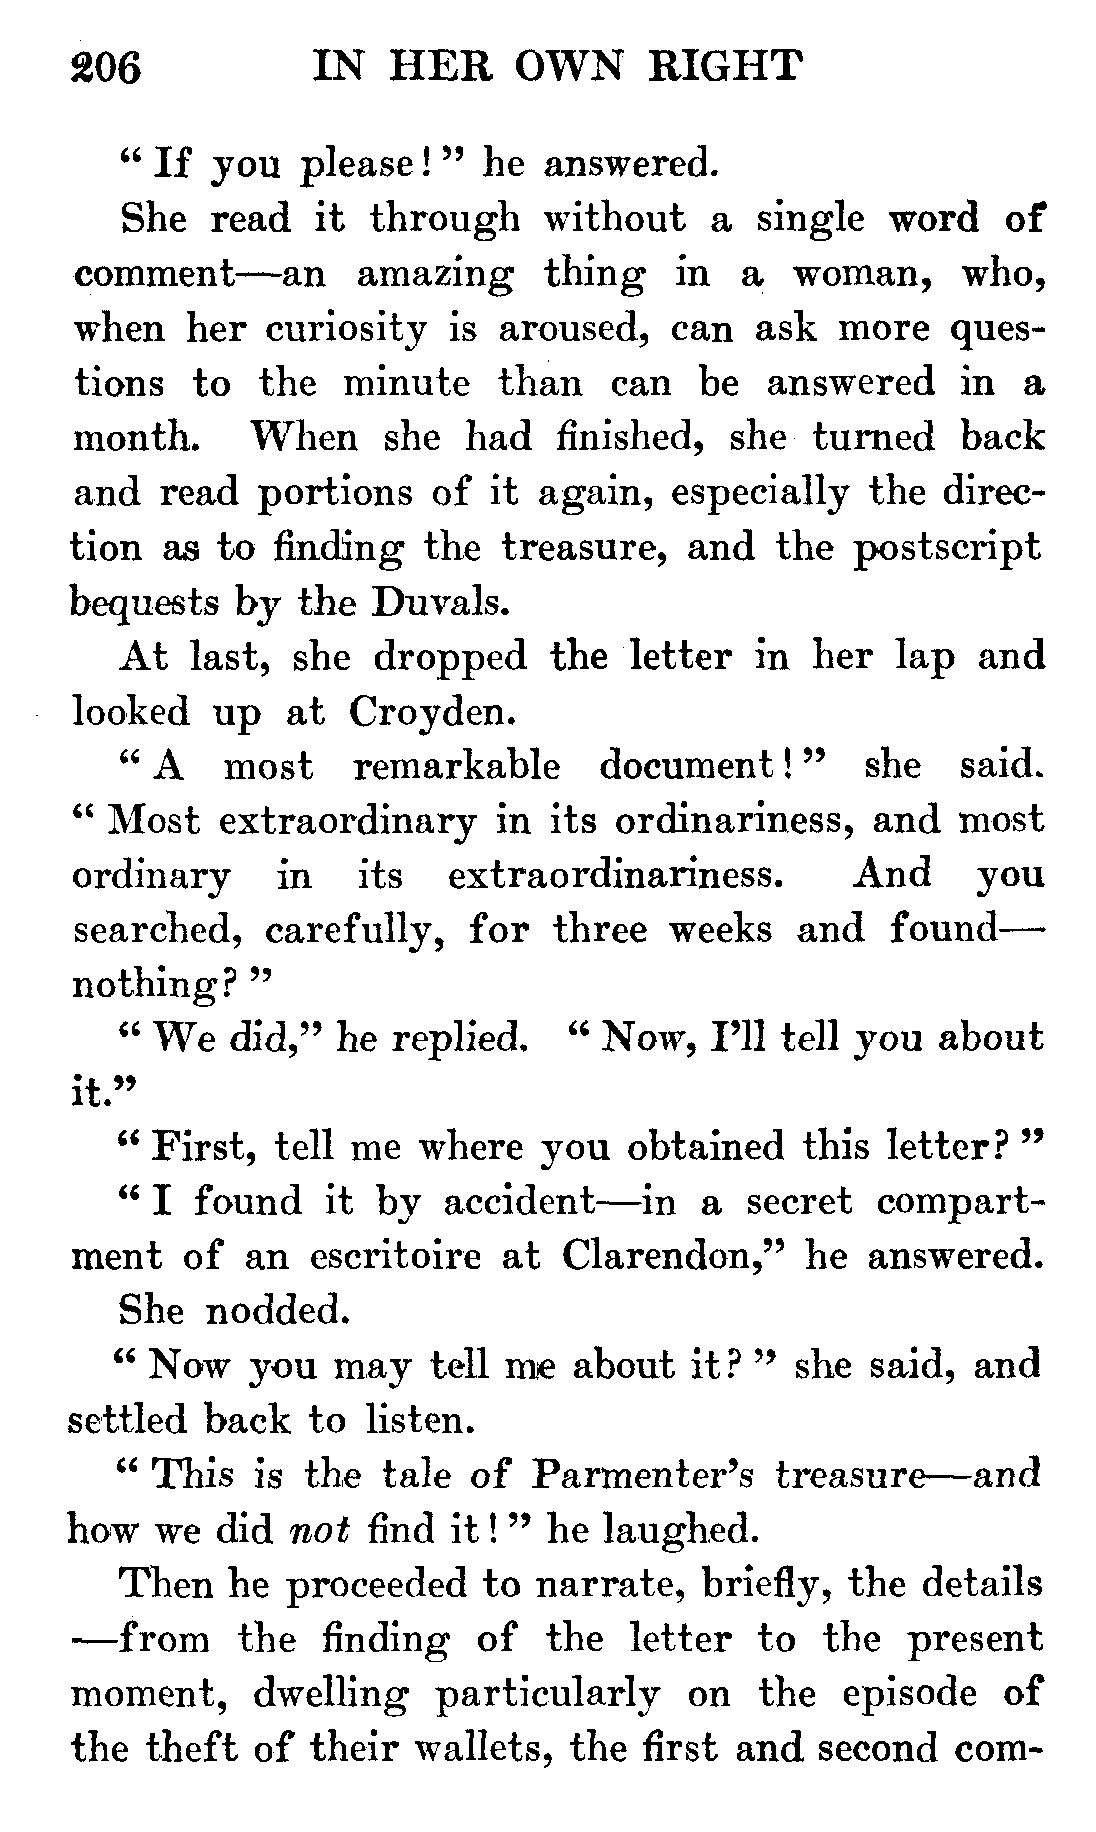 206 IN HER OWN RIGHT
“ If you please! ” he answered.
She read it through without a single word of
comment—an amazing thing in a woman, who,
when her curiosity is aroused, can ask more ques-
tions to the minute than can be answered in a
month. When she had finished, she turned back
and read portions of it again, especially the direc-
tion as to finding the treasure, and the postscript
bequests by the Duvals.
At last, she dropped the letter in her lap and
looked up at Croyden.
“ A most remarkable document! ” she said.
“ Most extraordinary in its ordinariness, and most
ordinary in its extraordinariness. And you
searched, carefully, for three weeks and found—
nothing? ”
“ We did,” he replied. “ Now, I’ll tell you about
it.”
“ First, tell me where you obtained this letter? ”
“ I found it by accident—in a secret compart-
ment of an escritoire at Clarendon,” he answered.
She nodded.
“ Now you may tell me about it? ” she said, and
settled back to listen.
“ This is the tale of Parmenter’s treasure—and
how we did not find it! ” he laughed.
Then he proceeded to narrate, briefly, the details
—from the finding of the letter to the present
moment, dwelling particularly on the episode of
the theft of their wallets, the first and second com-